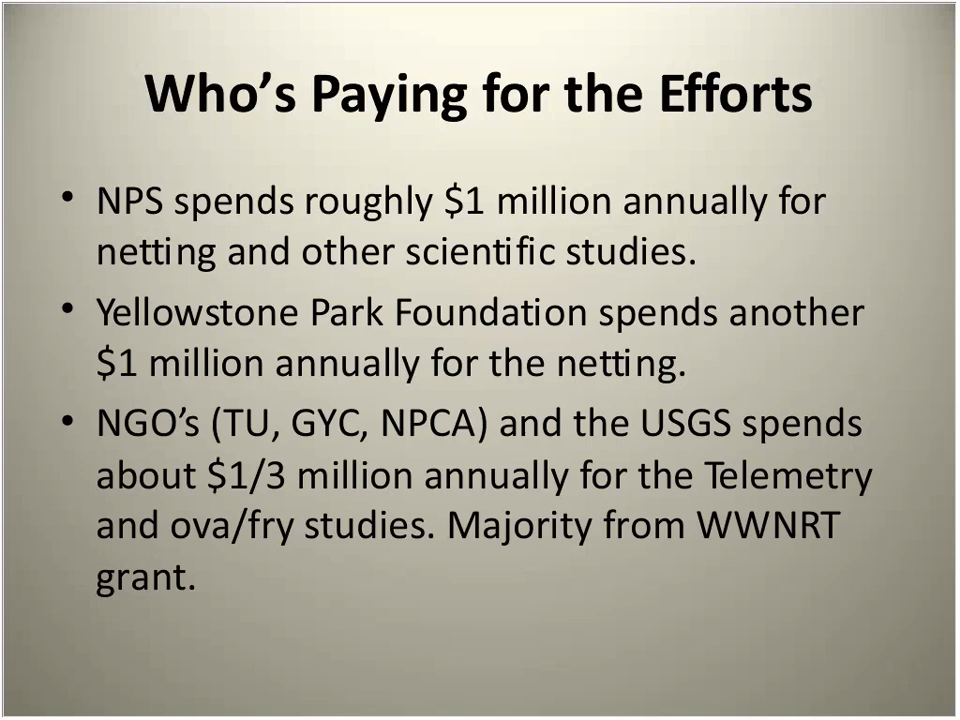 Who’s Paying for the Efforts
• NPS spends roughly $1 million annually for
netting and other scientific studies.
• Yellowstone Park Foundation spends another
$1 million annually for the netting.
• NGO’s (TU, GYC, NPCA) and the USGS spends
about $1/3 million annually for the Telemetry
and ova/fry studies. Majority from WWNRT
grant.